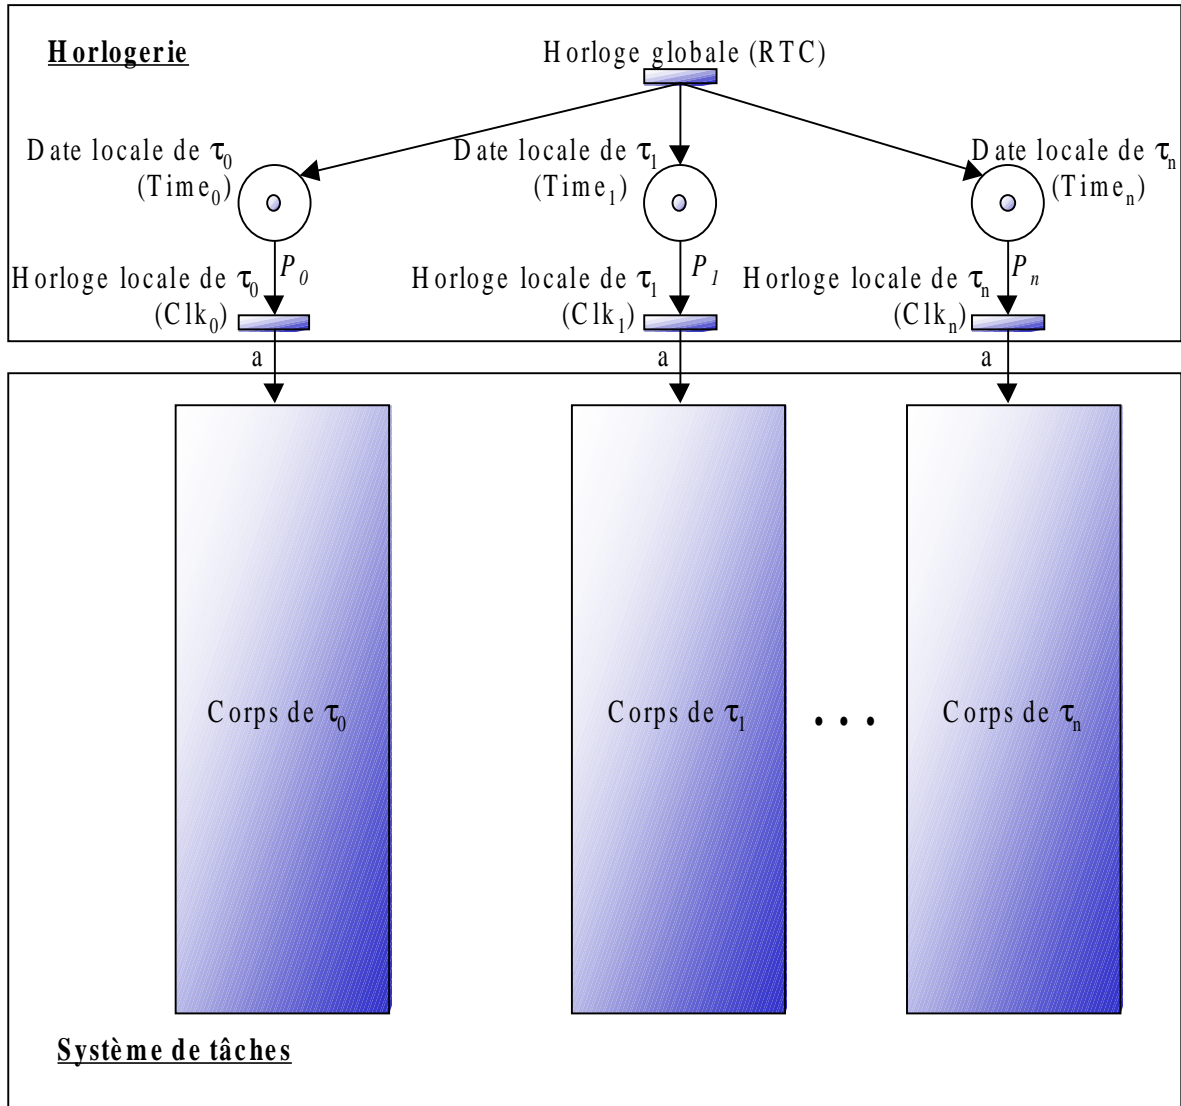 Horlogerie
Horloge globale (RTC)
Date locale de τ0
(Time0)
Date locale de τ1
(Time1)
Date locale de τn
(Timen)
P0
P1
Pn
Horloge locale de τ0
(Clk0)
Horloge locale de τ1
(Clk1)
Horloge locale de τn
(Clkn)
a
a
a
Corps de τ0
Corps de τ1
...
Corps de τn
Système de tâches